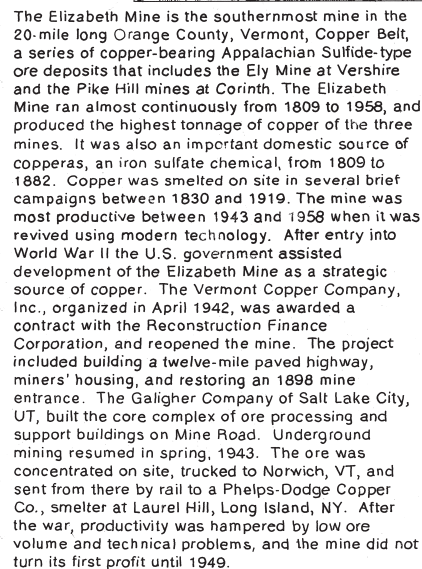 The Elizabeth Mine is the southernmost mine in the
20-mile long Orange County, Vermont, Copper Belt,
a series of copper-bearing Appalachian Sulfide-type
ore deposits that includes the Ely Mine at Vershire
and the Pike Hill mines at Corinth. The Elizabeth
Mine ran almost continuously from 1809 to 1958, and
produced the highest tonnage of copper of the three
mines. It was also an important domestic source of
copperas, an iron sulfate chemical, from 1809 to
1882. Copper was smelted on site in several brief
campaigns between 1830 and 1919. The mine was
most productive between 1943 and 1958 when it was
revived using modern technology. After entry into
World War II the U.S. government assisted
development of the Elizabeth Mine as a strategic
source of copper. The Vermont Copper Company,
Inc., organized in April 1942, was awarded a
contract with the Reconstruction Finance
Corporation, and reopened the mine. The project
included building a twelve-mile paved highway,
miners' housing, and restoring an 1898 mine
entrance. The Galigher Company of Salt Lake City,
UT, built the core complex of ore processing and
support buildings on Mine Road. Underground
mining resumed in spring, 1943. The ore was
concentrated on site, trucked to Norwich, VT, and
sent from there by rail to a Phelps-Dodge Copper
Co., smelter at Laurel Hill, Long Island, NY. After
the war, productivity was hampered by low ore
volume and technical problems, and the mine did not
turn its first profit until 1949.